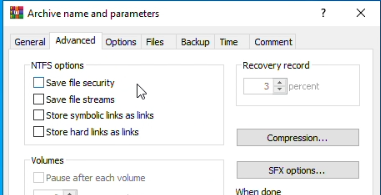 Archive name and parameters
General Advanced Options Files Backup Time Comment
NTFS options
Save file security
Save file streams
Store symbolic links as links
Store hard links as links
Recovery record
3 percent
Compression...
SFX options...
Volumes
Pause after each volume
When done